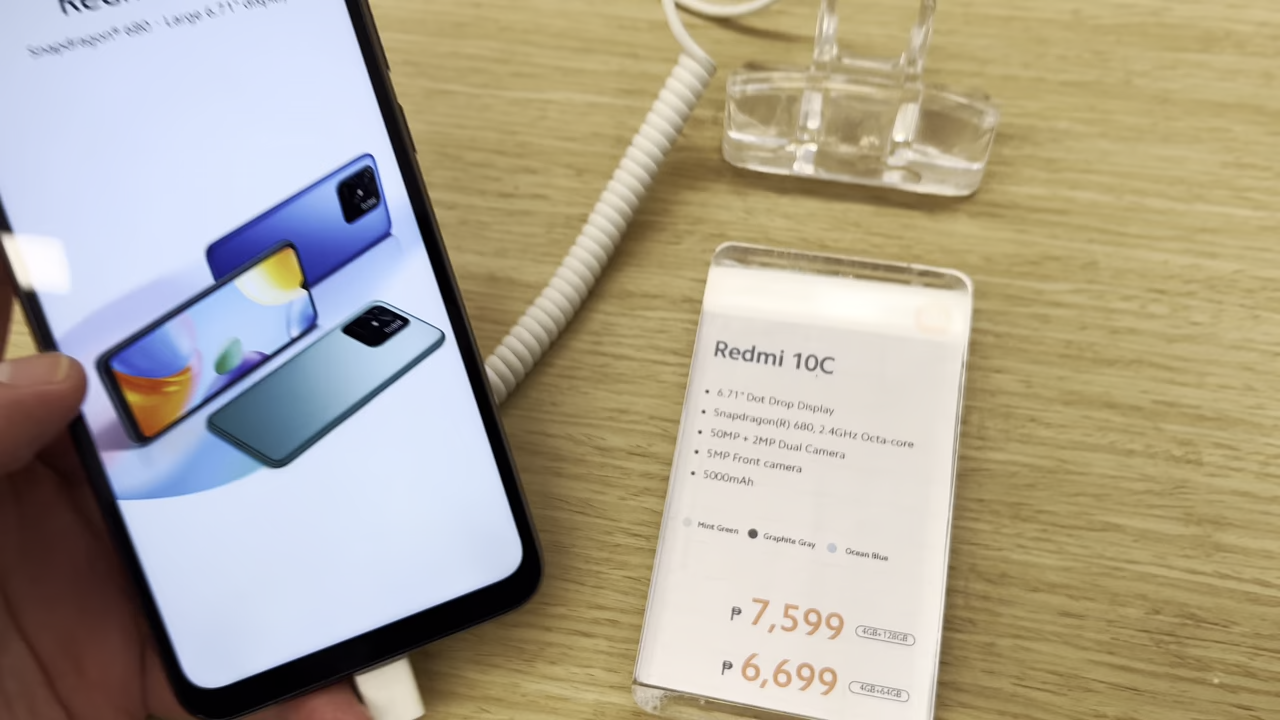 Snapdragon® 680 · Large 6.71" display
Redmi 10C
• 6.71" Dot Drop Display
• Snapdragon(R) 680, 2.4GHz Octa-core
• 50MP + 2MP Dual Camera
• 5MP Front camera
• 5000mAh
Mint Green Graphite Gray Ocean Blue
₱ 7,599 4GB+128GB
₱ 6,699 4GB+64GB